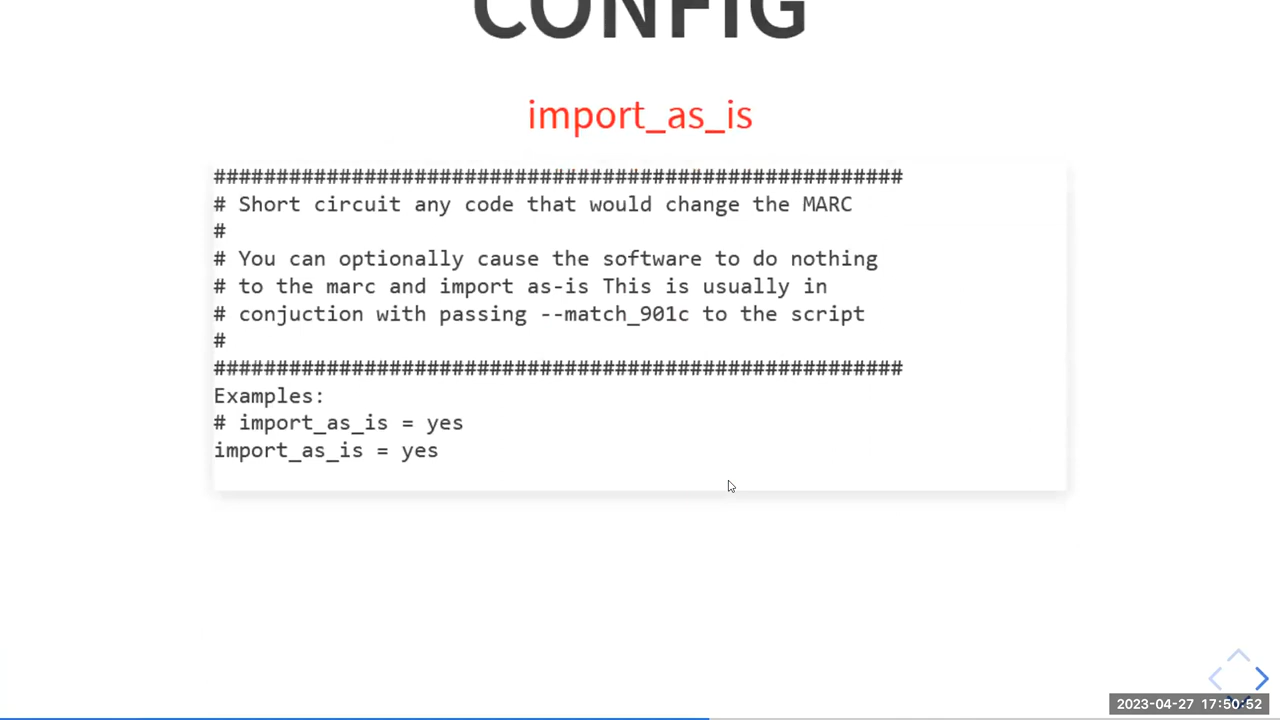 CONFIG
import_as_is
#######################################################
# Short circuit any code that would change the MARC
#
# You can optionally cause the software to do nothing
# to the marc and import as-is This is usually in
# conjuction with passing --match_901c to the script
#
#######################################################
Examples:
# import_as_is = yes
import_as_is = yes
2023-04-27 17:50:52